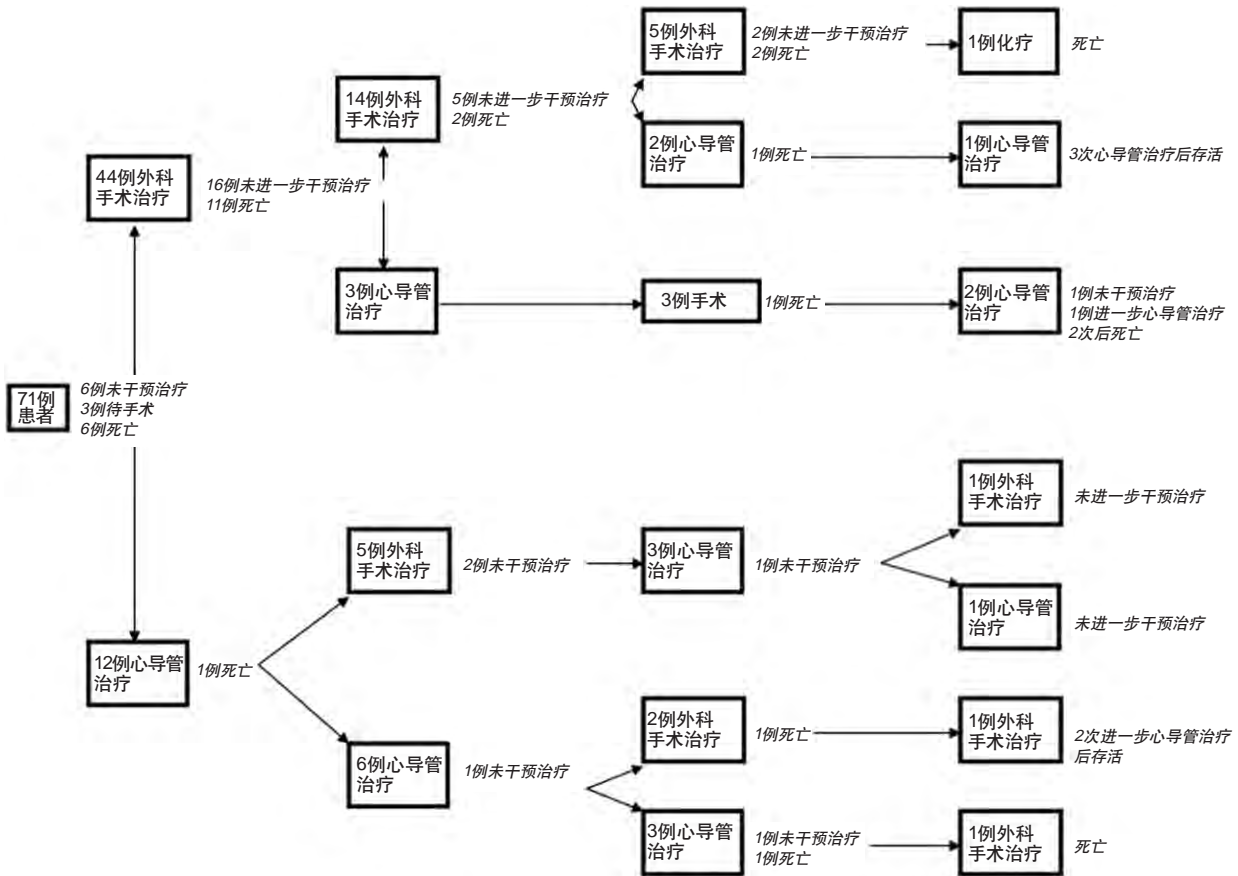 71例
患者
6例未干预治疗
3例待手术
6例死亡
44例外科
手术治疗
16例未进一步干预治疗
11例死亡
14例外科
手术治疗
5例未进一步干预治疗
2例死亡
5例外科
手术治疗
2例未进一步干预治疗
2例死亡
1例化疗
死亡
2例心导管
治疗
1例死亡
1例心导管
治疗
3次心导管治疗后存活
3例心导管
治疗
3例手术
1例死亡
2例心导管
治疗
1例未干预治疗
1例进一步心导管治疗
2次后死亡
12例心导管
治疗
1例死亡
5例外科
手术治疗
2例未干预治疗
3例心导管
治疗
1例未干预治疗
1例外科
手术治疗
未进一步干预治疗
1例心导管
治疗
未进一步干预治疗
6例心导管
治疗
1例未干预治疗
2例外科
手术治疗
1例死亡
1例外科
手术治疗
2次进一步心导管治疗
后存活
3例心导管
治疗
1例未干预治疗
1例死亡
1例外科
手术治疗
死亡